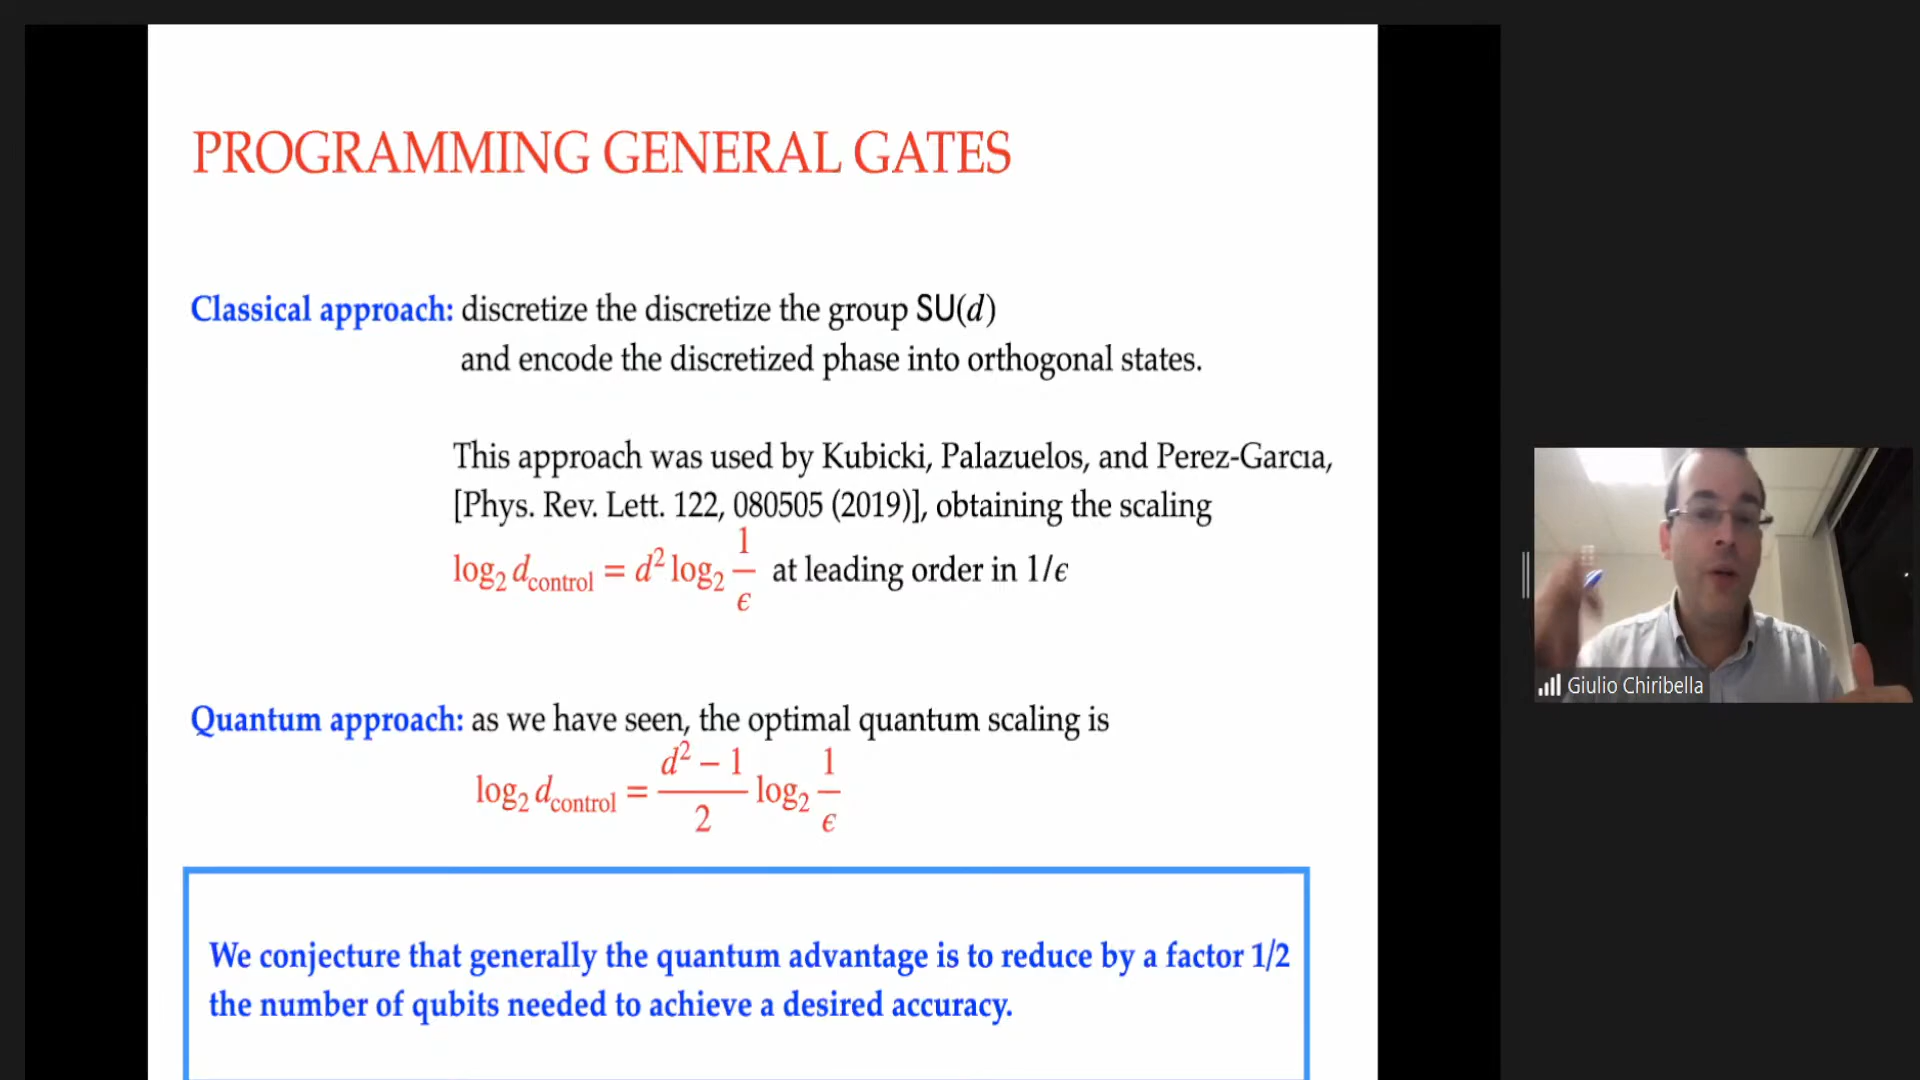 PROGRAMMING GENERAL GATES
Classical approach: discretize the discretize the group SU(d)
and encode the discretized phase into orthogonal states.
This approach was used by Kubicki, Palazuelos, and Perez-Garcıa,
[Phys. Rev. Lett. 122, 080505 (2019)], obtaining the scaling
log₂ d_control = d² log₂ 1/ϵ at leading order in 1/ϵ
Quantum approach: as we have seen, the optimal quantum scaling is
log₂ d_control = (d² − 1)/2 log₂ 1/ϵ
We conjecture that generally the quantum advantage is to reduce by a factor 1/2
the number of qubits needed to achieve a desired accuracy.
Giulio Chiribella